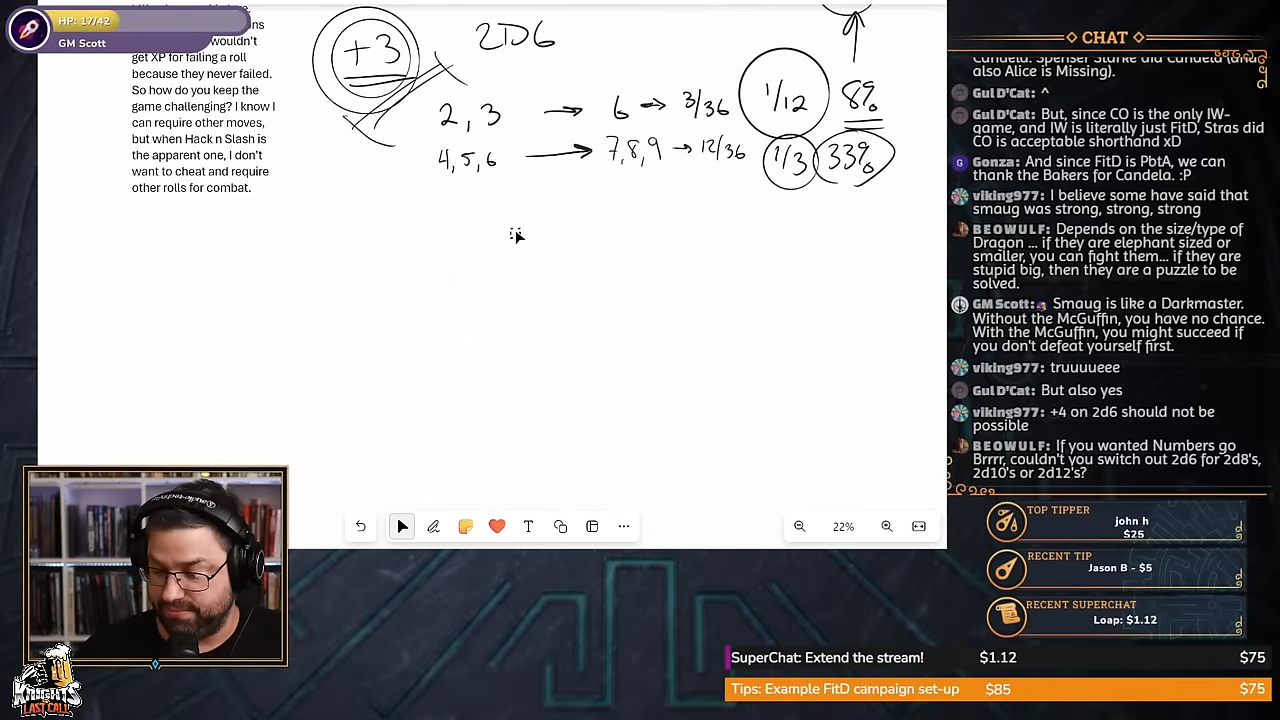 HP: 17/42
GM Scott
wouldn't
get XP for failing a roll
because they never failed.
So how do you keep the
game challenging? I know I
can require other moves,
but when Hack n Slash is
the apparent one, I don't
want to cheat and require
other rolls for combat.
+3
2D6
2, 3 → 6 → 3/36 1/12 8%
4, 5, 6 → 7, 8, 9 → 12/36 1/3 33%
22%
CHAT
Candela. Spenser Starke did Candela (and
also Alice is Missing).
Gul D'Cat: ^
Gul D'Cat: But, since CO is the only IW-
game, and IW is literally just FitD, Stras did
CO is acceptable shorthand xD
Gonza: And since FitD is PbtA, we can
thank the Bakers for Candela. :P
viking977: I believe some have said that
smaug was strong, strong, strong
BEOWULF: Depends on the size/type of
Dragon ... if they are elephant sized or
smaller, you can fight them... if they are
stupid big, then they are a puzzle to be
solved.
GM Scott: Smaug is like a Darkmaster.
Without the McGuffin, you have no chance.
With the McGuffin, you might succeed if
you don't defeat yourself first.
viking977: truuuueee
Gul D'Cat: But also yes
viking977: +4 on 2d6 should not be
possible
BEOWULF: If you wanted Numbers go
Brrrr, couldn't you switch out 2d6 for 2d8's,
2d10's or 2d12's?
TOP TIPPER
john h
$25
RECENT TIP
Jason B - $5
RECENT SUPERCHAT
Loap: $1.12
SuperChat: Extend the stream! $1.12 $75
Tips: Example FitD campaign set-up $85 $75
audio-technica
KNIGHTS
OF
LAST CALL